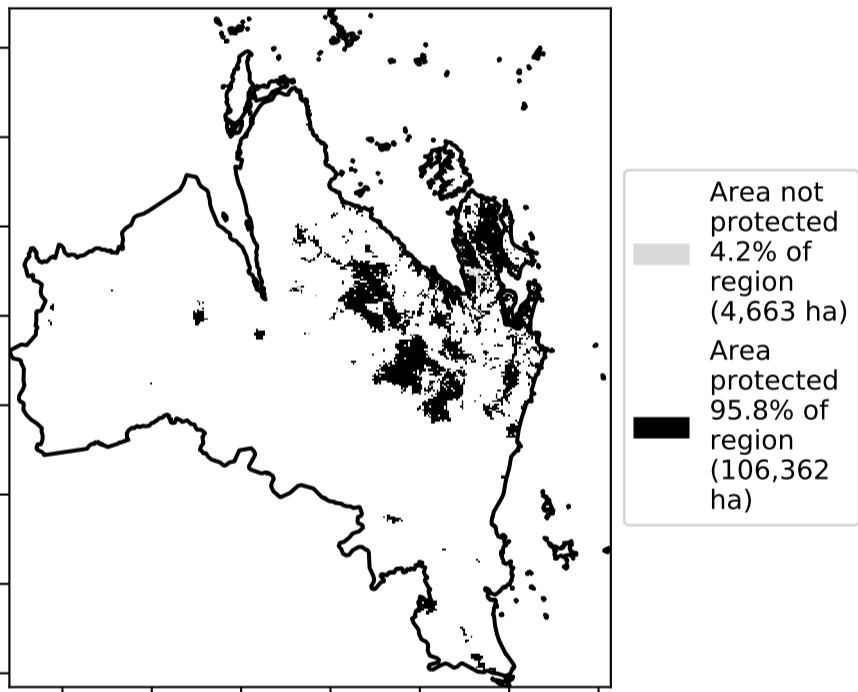 Area not
protected
4.2% of
region
(4,663 ha)
Area
protected
95.8% of
region
(106,362
ha)